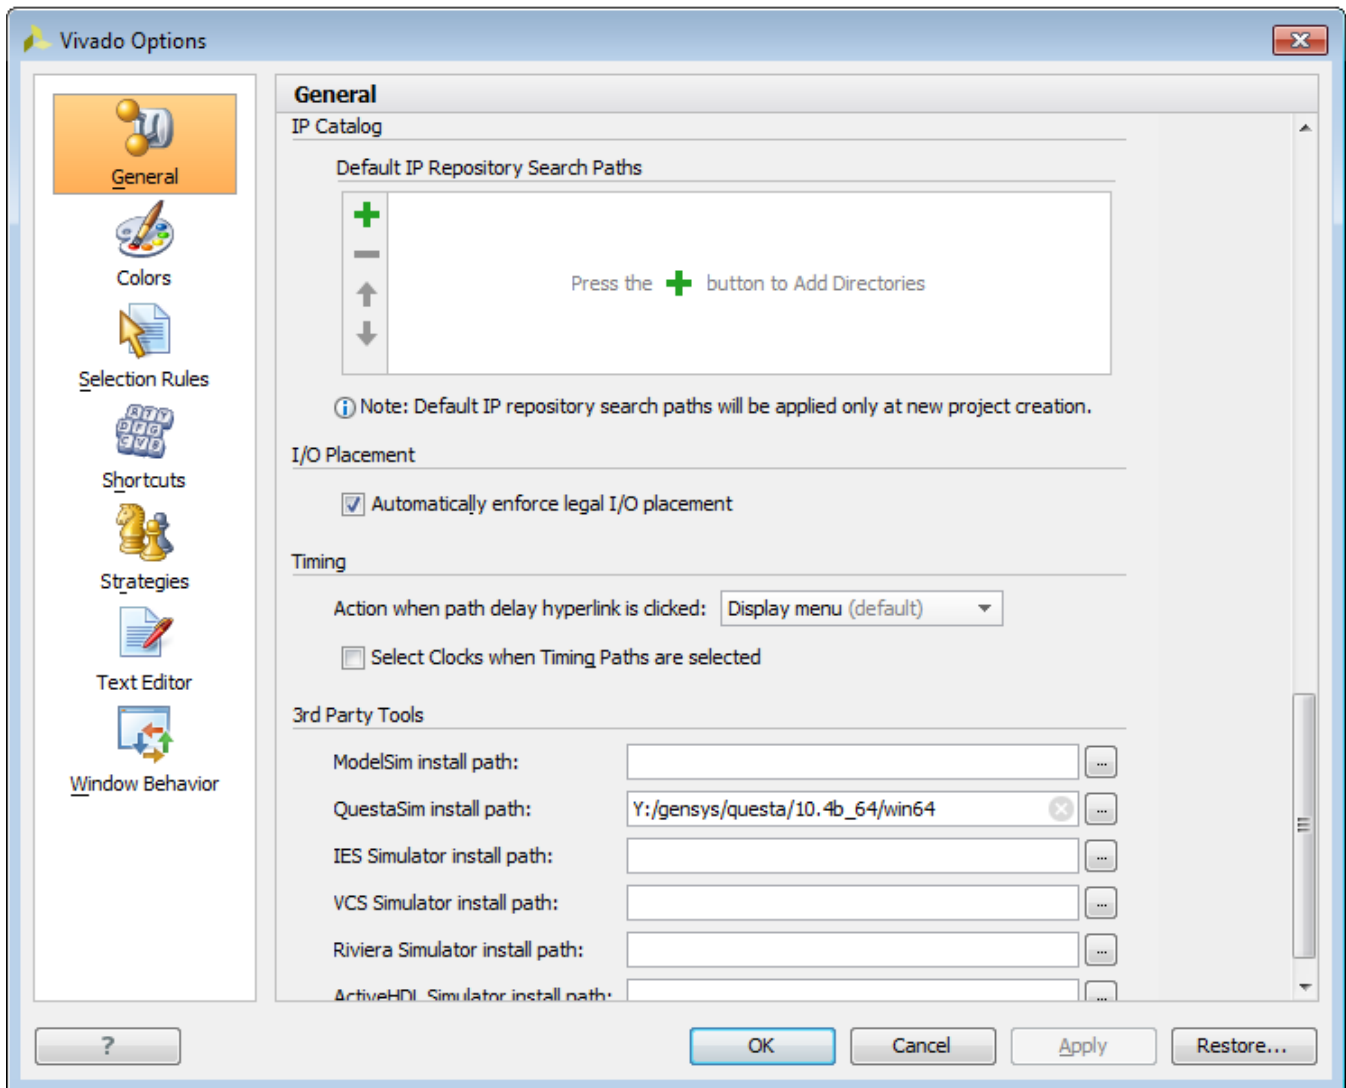 Vivado Options
General
Colors
Selection Rules
Shortcuts
Strategies
Text Editor
Window Behavior
General
IP Catalog
Default IP Repository Search Paths
Press the + button to Add Directories
Note: Default IP repository search paths will be applied only at new project creation.
I/O Placement
Automatically enforce legal I/O placement
Timing
Action when path delay hyperlink is clicked: Display menu (default)
Select Clocks when Timing Paths are selected
3rd Party Tools
ModelSim install path: ...
QuestaSim install path: Y:/gensys/questa/10.4b_64/win64 ...
IES Simulator install path: ...
VCS Simulator install path: ...
Riviera Simulator install path: ...
ActiveHDL Simulator install path: ...
? OK Cancel Apply Restore...